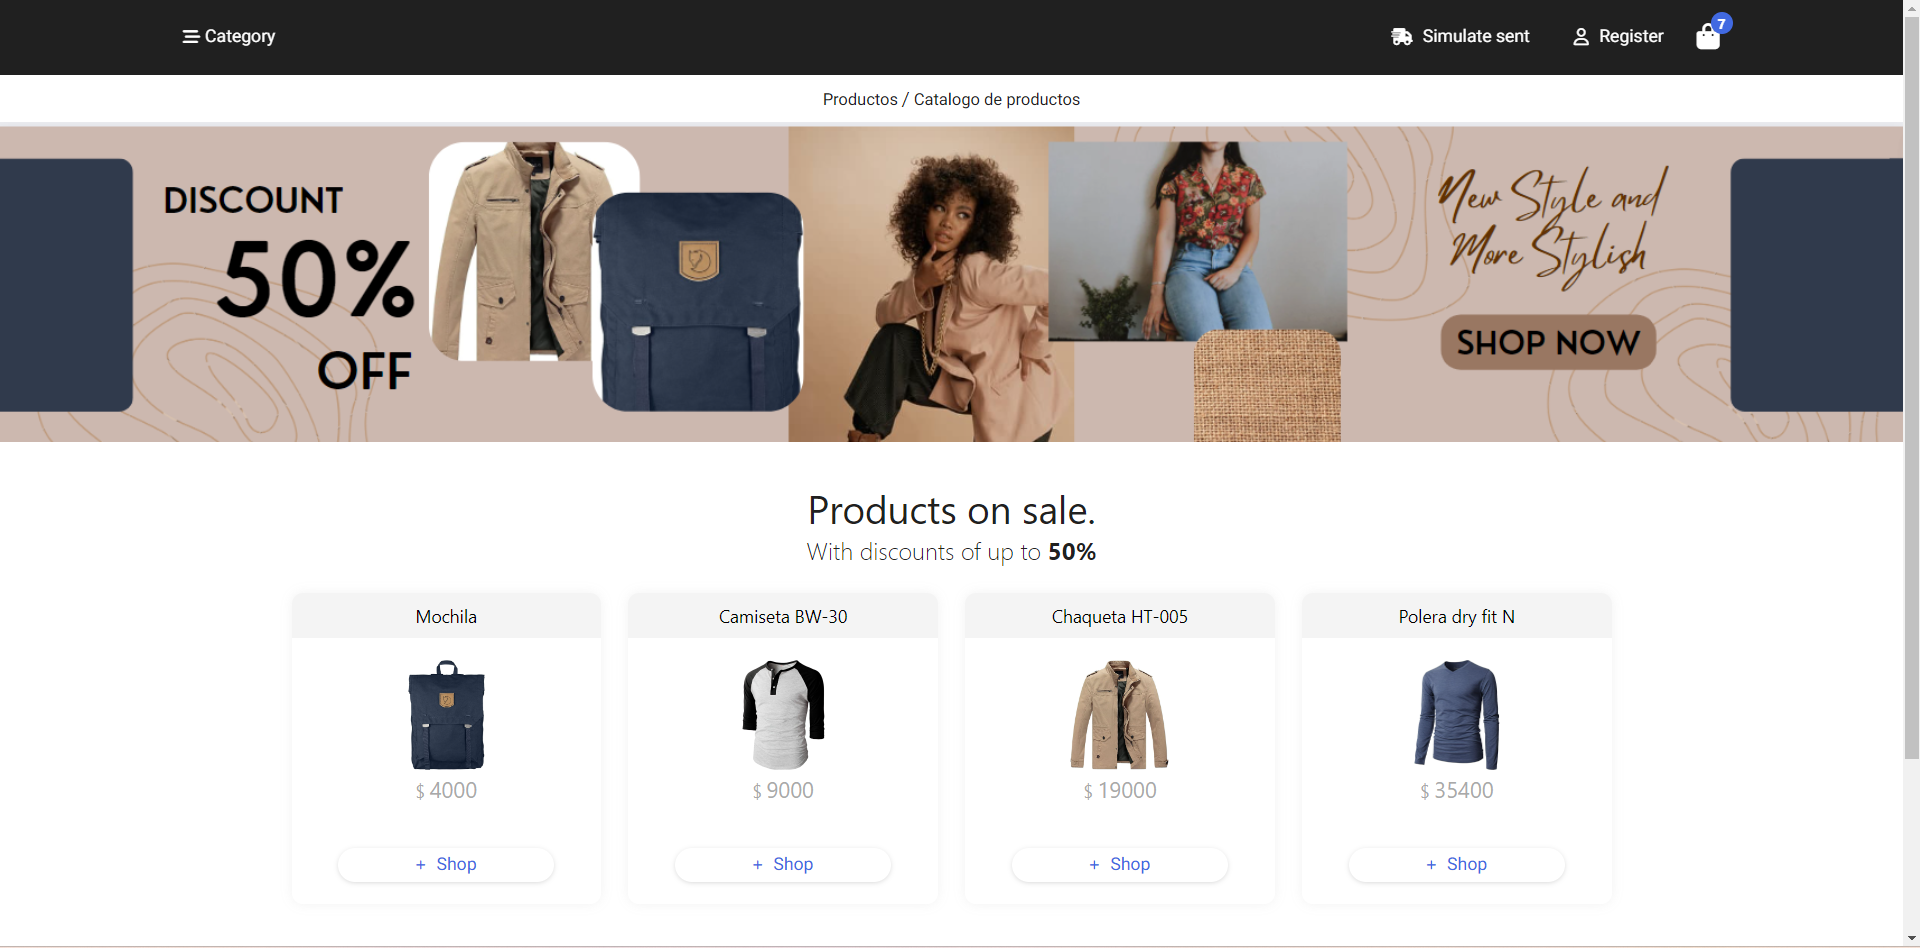 Category
Simulate sent
Register
7
Productos / Catalogo de productos
DISCOUNT
50%
OFF
New Style and
More Stylish
SHOP NOW
Products on sale.
With discounts of up to 50%
Mochila
$ 4000
+ Shop
Camiseta BW-30
$ 9000
+ Shop
Chaqueta HT-005
$ 19000
+ Shop
Polera dry fit N
$ 35400
+ Shop